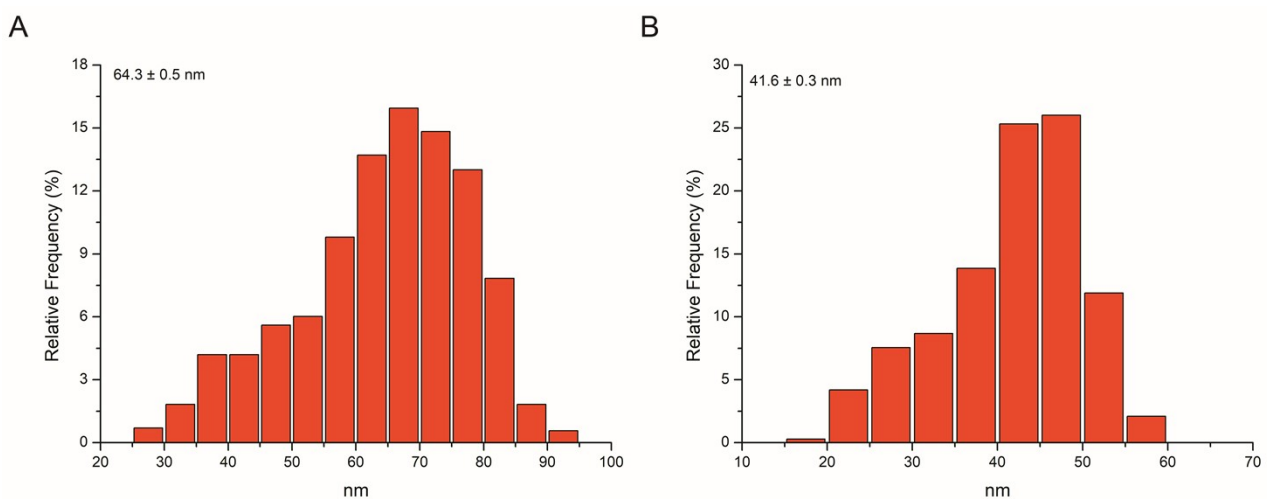 A
64.3 ± 0.5 nm
Relative Frequency (%)
18
15
12
9
6
3
0
20 30 40 50 60 70 80 90 100
nm
B
41.6 ± 0.3 nm
Relative Frequency (%)
30
25
20
15
10
5
0
10 20 30 40 50 60 70
nm